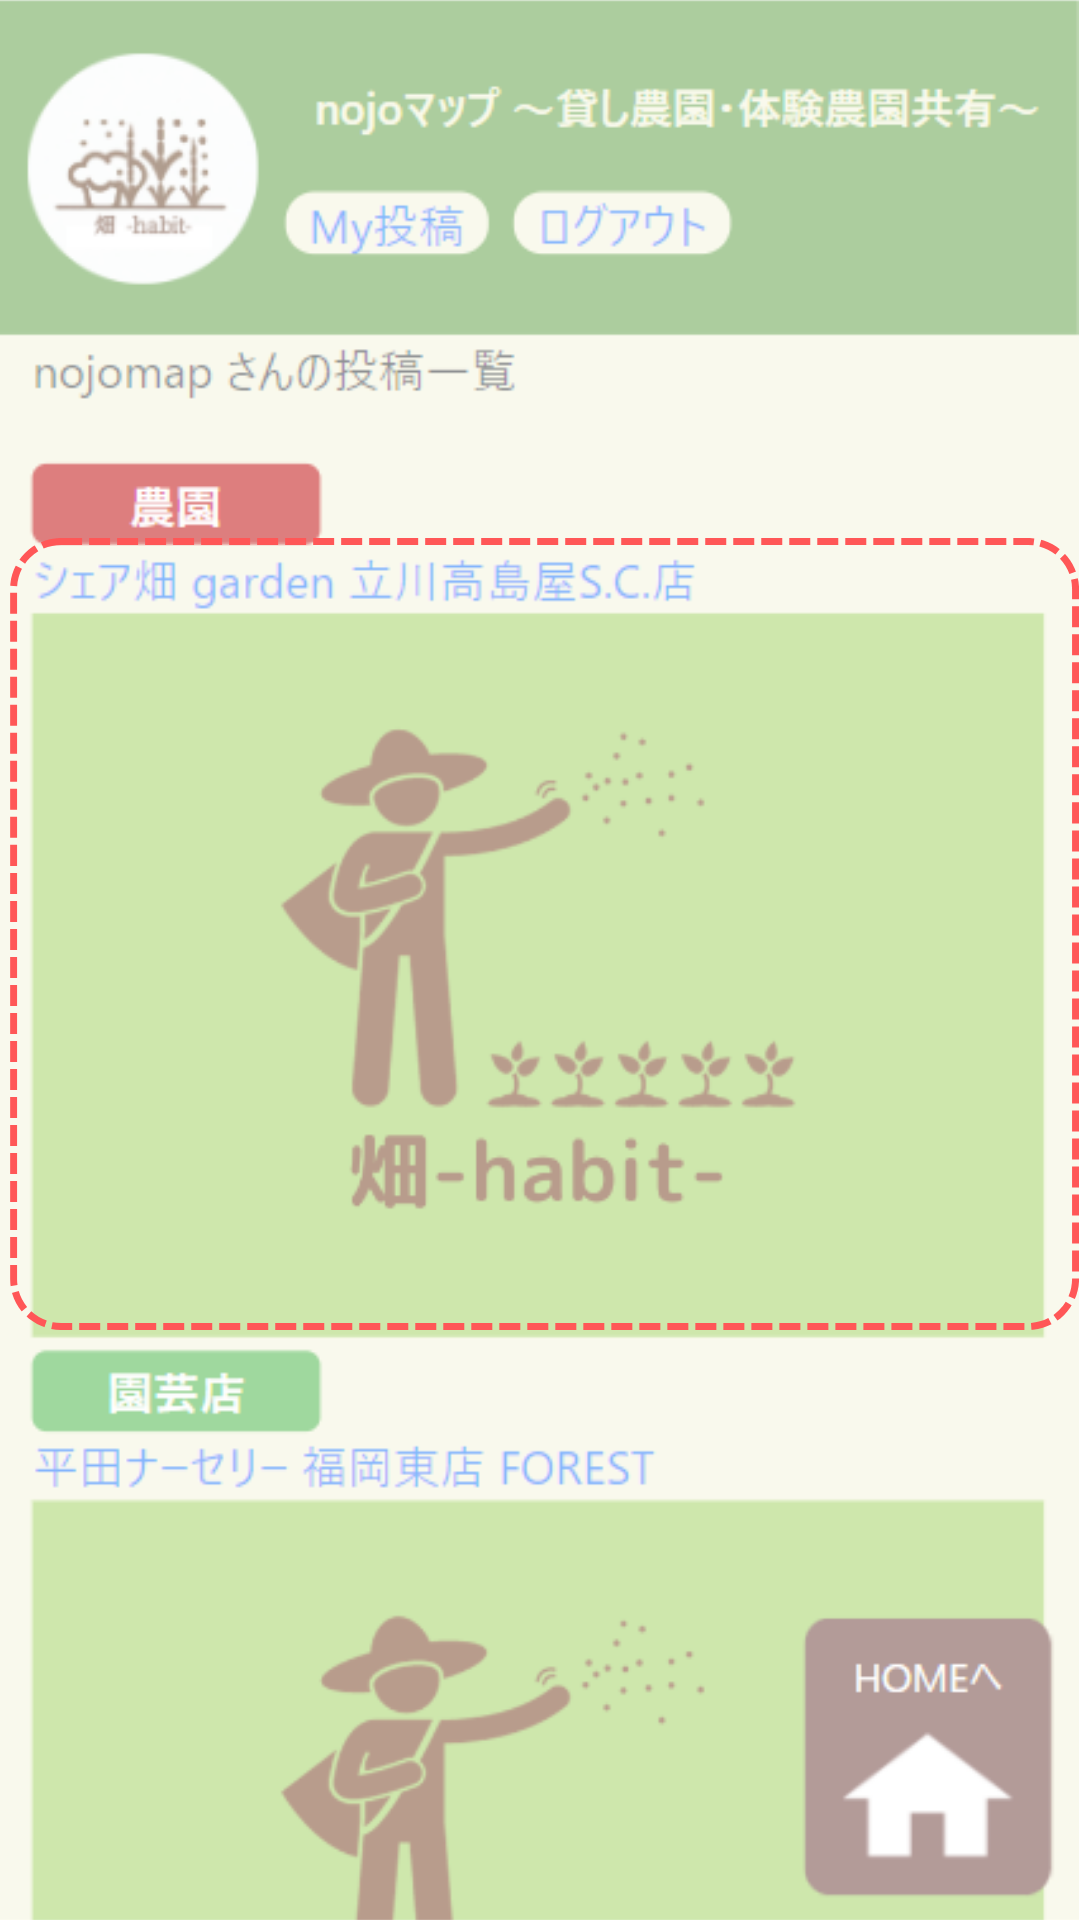 nojoマップ ～貸し農園・体験農園共有～
畑 -habit-
My投稿 ログアウト
nojomap さんの投稿一覧
農園
シェア畑 garden 立川高島屋S.C.店
畑-habit-
園芸店
平田ナーセリー 福岡東店 FOREST
HOMEへ